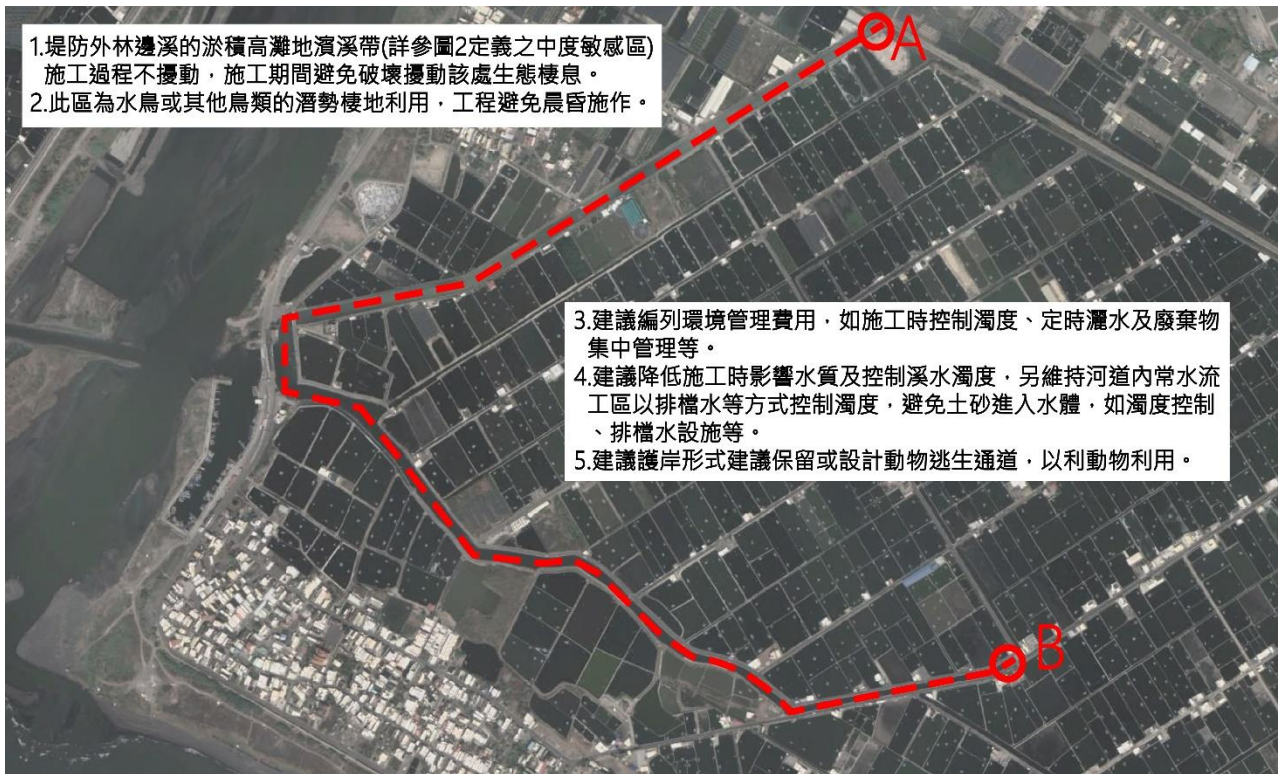 1.堤防外林邊溪的淤積高灘地濱溪帶(詳參圖2定義之中度敏感區)
施工過程不擾動，施工期間避免破壞擾動該處生態棲息。
2.此區為水鳥或其他鳥類的潛勢棲地利用，工程避免晨昏施作。
A
3.建議編列環境管理費用，如施工時控制濁度、定時灑水及廢棄物
集中管理等。
4.建議降低施工時影響水質及控制溪水濁度，另維持河道內常水流
工區以排檔水等方式控制濁度，避免土砂進入水體，如濁度控制
、排檔水設施等。
5.建議護岸形式建議保留或設計動物逃生通道，以利動物利用。
B